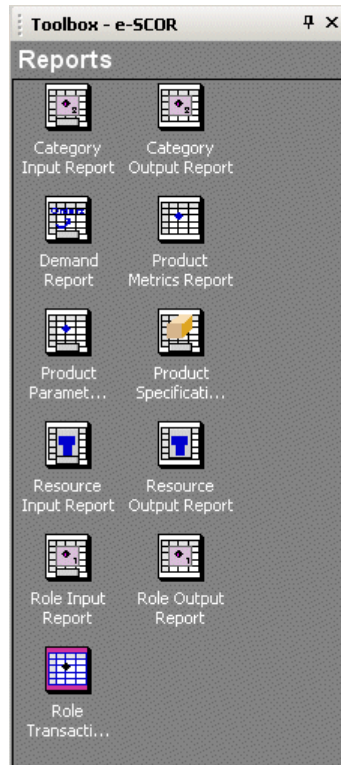 Toolbox - e-SCOR
Reports
Category Category
Input Report Output Report
Demand Product
Report Metrics Report
Product Product
Paramet... Specificati...
Resource Resource
Input Report Output Report
Role Input Role Output
Report Report
Role
Transacti...